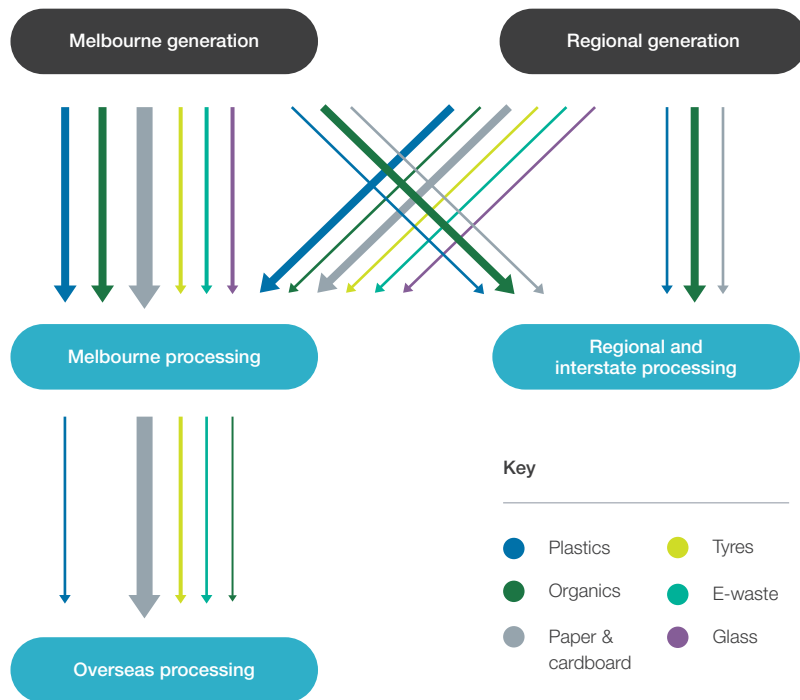 Melbourne generation
Regional generation
Melbourne processing
Regional and
interstate processing
Key
Plastics
Tyres
Organics
E-waste
Paper &
cardboard
Glass
Overseas processing